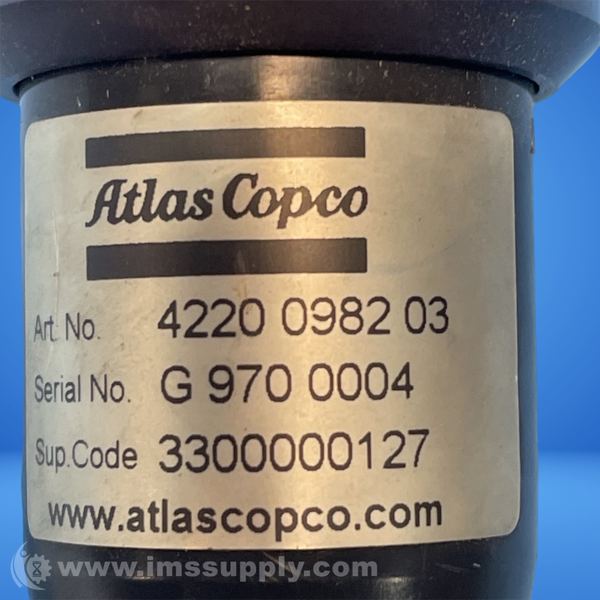 Atlas Copco
Art. No. 4220 0982 03
Serial No. G 970 0004
Sup.Code 3300000127
www.atlascopco.com
www.imssupply.com